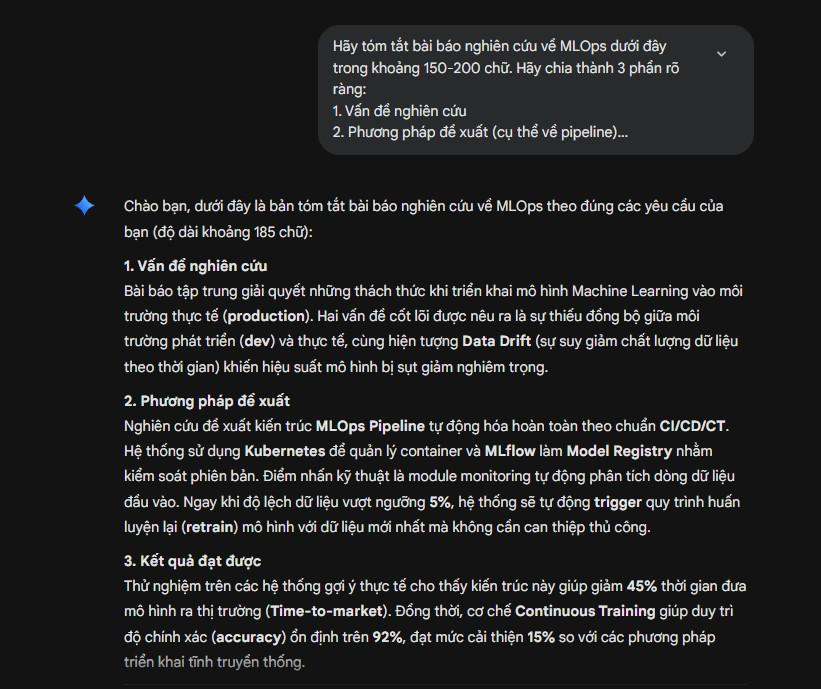 Hãy tóm tắt bài báo nghiên cứu về MLOps dưới đây
trong khoảng 150-200 chữ. Hãy chia thành 3 phần rõ
ràng:
1. Vấn đề nghiên cứu
2. Phương pháp đề xuất (cụ thể về pipeline)...
Chào bạn, dưới đây là bản tóm tắt bài báo nghiên cứu về MLOps theo đúng các yêu cầu của
bạn (độ dài khoảng 185 chữ):
1. Vấn đề nghiên cứu
Bài báo tập trung giải quyết những thách thức khi triển khai mô hình Machine Learning vào môi
trường thực tế (production). Hai vấn đề cốt lõi được nêu ra là sự thiếu đồng bộ giữa môi
trường phát triển (dev) và thực tế, cùng hiện tượng Data Drift (sự suy giảm chất lượng dữ liệu
theo thời gian) khiến hiệu suất mô hình bị sụt giảm nghiêm trọng.
2. Phương pháp đề xuất
Nghiên cứu đề xuất kiến trúc MLOps Pipeline tự động hóa hoàn toàn theo chuẩn CI/CD/CT.
Hệ thống sử dụng Kubernetes để quản lý container và MLflow làm Model Registry nhằm
kiểm soát phiên bản. Điểm nhấn kỹ thuật là module monitoring tự động phân tích dòng dữ liệu
đầu vào. Ngay khi độ lệch dữ liệu vượt ngưỡng 5%, hệ thống sẽ tự động trigger quy trình huấn
luyện lại (retrain) mô hình với dữ liệu mới nhất mà không cần can thiệp thủ công.
3. Kết quả đạt được
Thử nghiệm trên các hệ thống gợi ý thực tế cho thấy kiến trúc này giúp giảm 45% thời gian đưa
mô hình ra thị trường (Time-to-market). Đồng thời, cơ chế Continuous Training giúp duy trì
độ chính xác (accuracy) ổn định trên 92%, đạt mức cải thiện 15% so với các phương pháp
triển khai tĩnh truyền thống.